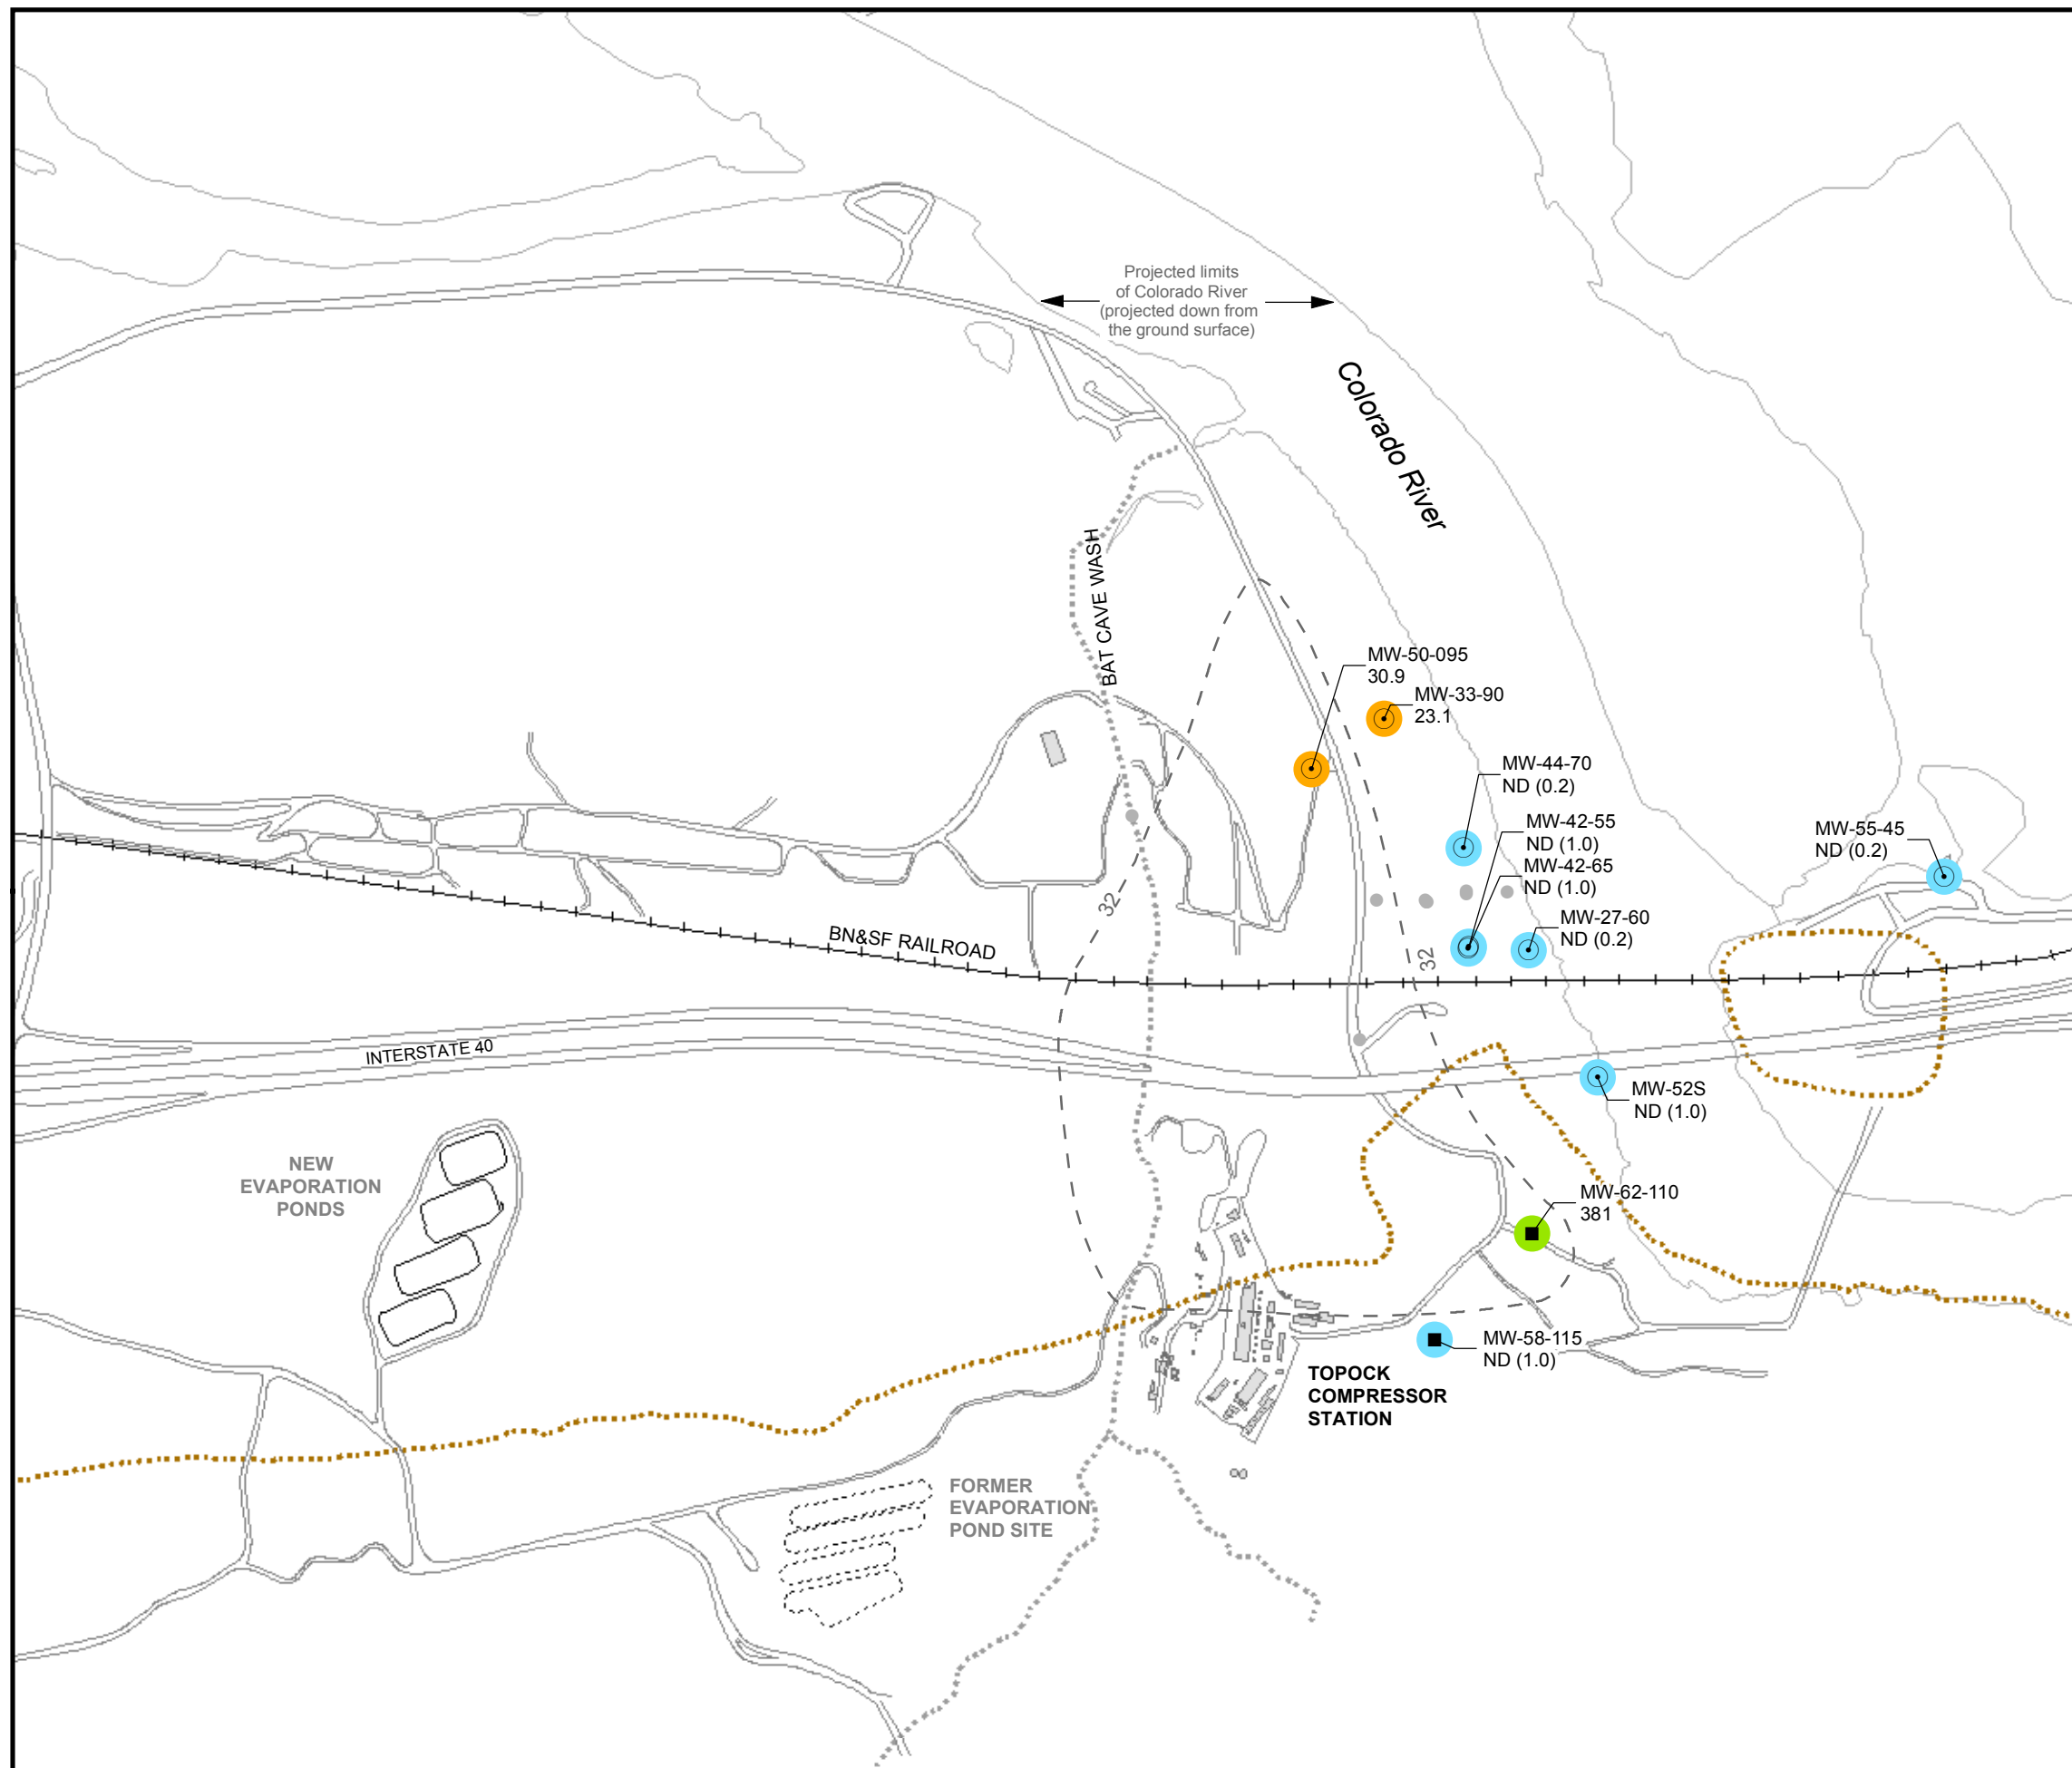 Projected limits
of Colorado River
(projected down from
the ground surface)
Colorado River
BAT CAVE WASH
MW-50-095
30.9
MW-33-90
23.1
MW-44-70
ND (0.2)
MW-42-55
ND (1.0)
MW-42-65
ND (1.0)
MW-55-45
ND (0.2)
MW-27-60
ND (0.2)
32
32
BN&SF RAILROAD
INTERSTATE 40
MW-52S
ND (1.0)
NEW
EVAPORATION
PONDS
MW-62-110
381
MW-58-115
ND (1.0)
TOPOCK
COMPRESSOR
STATION
FORMER
EVAPORATION
POND SITE